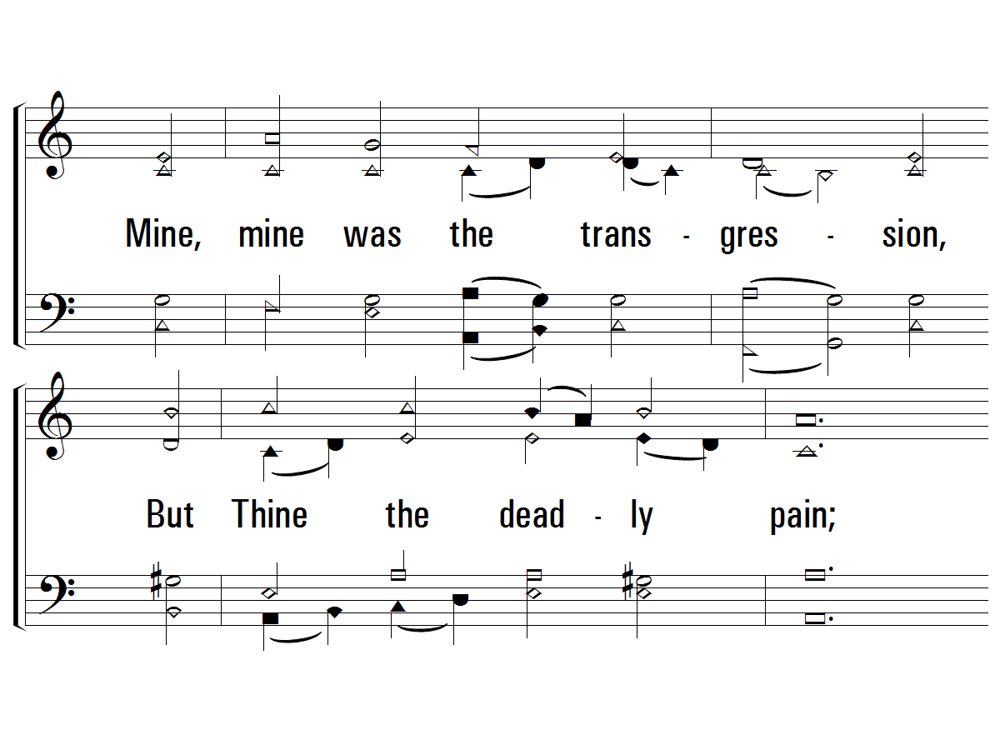 Mine, mine was the trans - gres - sion,
But Thine the dead - ly pain;